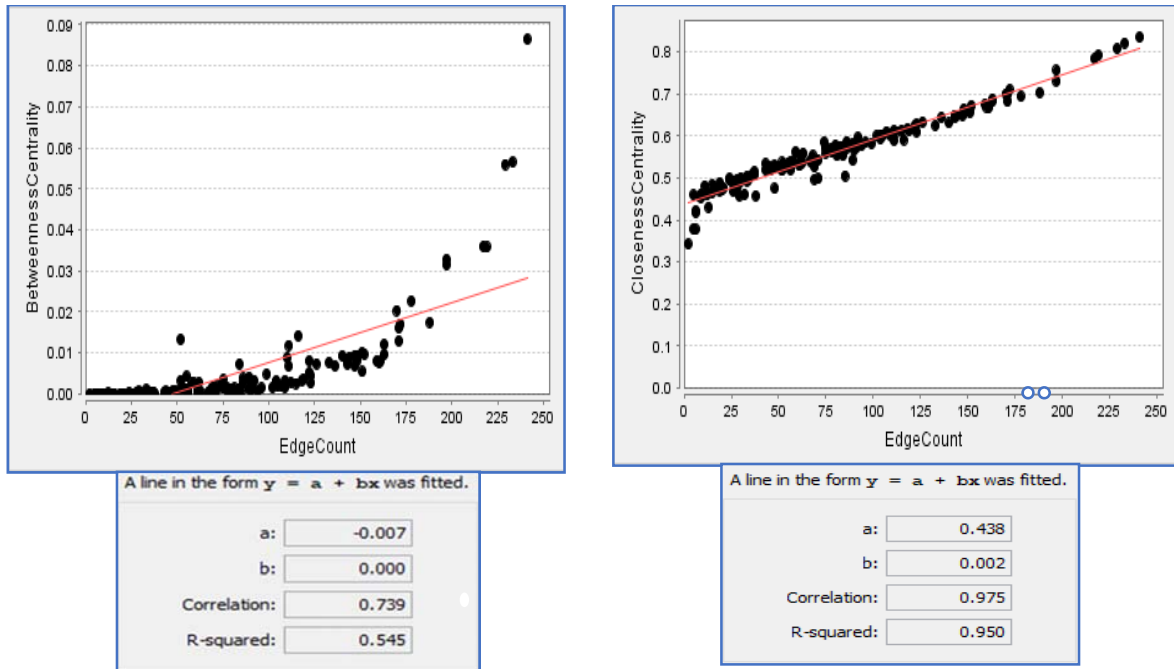 0.09
0.08
0.07
0.06
0.05
0.04
0.03
0.02
0.01
0.00
BetweennessCentrality
0 25 50 75 100 125 150 175 200 225 250
EdgeCount
A line in the form y = a + bx was fitted.
a: -0.007
b: 0.000
Correlation: 0.739
R-squared: 0.545
0.8
0.7
0.6
0.5
0.4
0.3
0.2
0.1
0.0
ClosenessCentrality
0 25 50 75 100 125 150 175 200 225 250
EdgeCount
A line in the form y = a + bx was fitted.
a: 0.438
b: 0.002
Correlation: 0.975
R-squared: 0.950